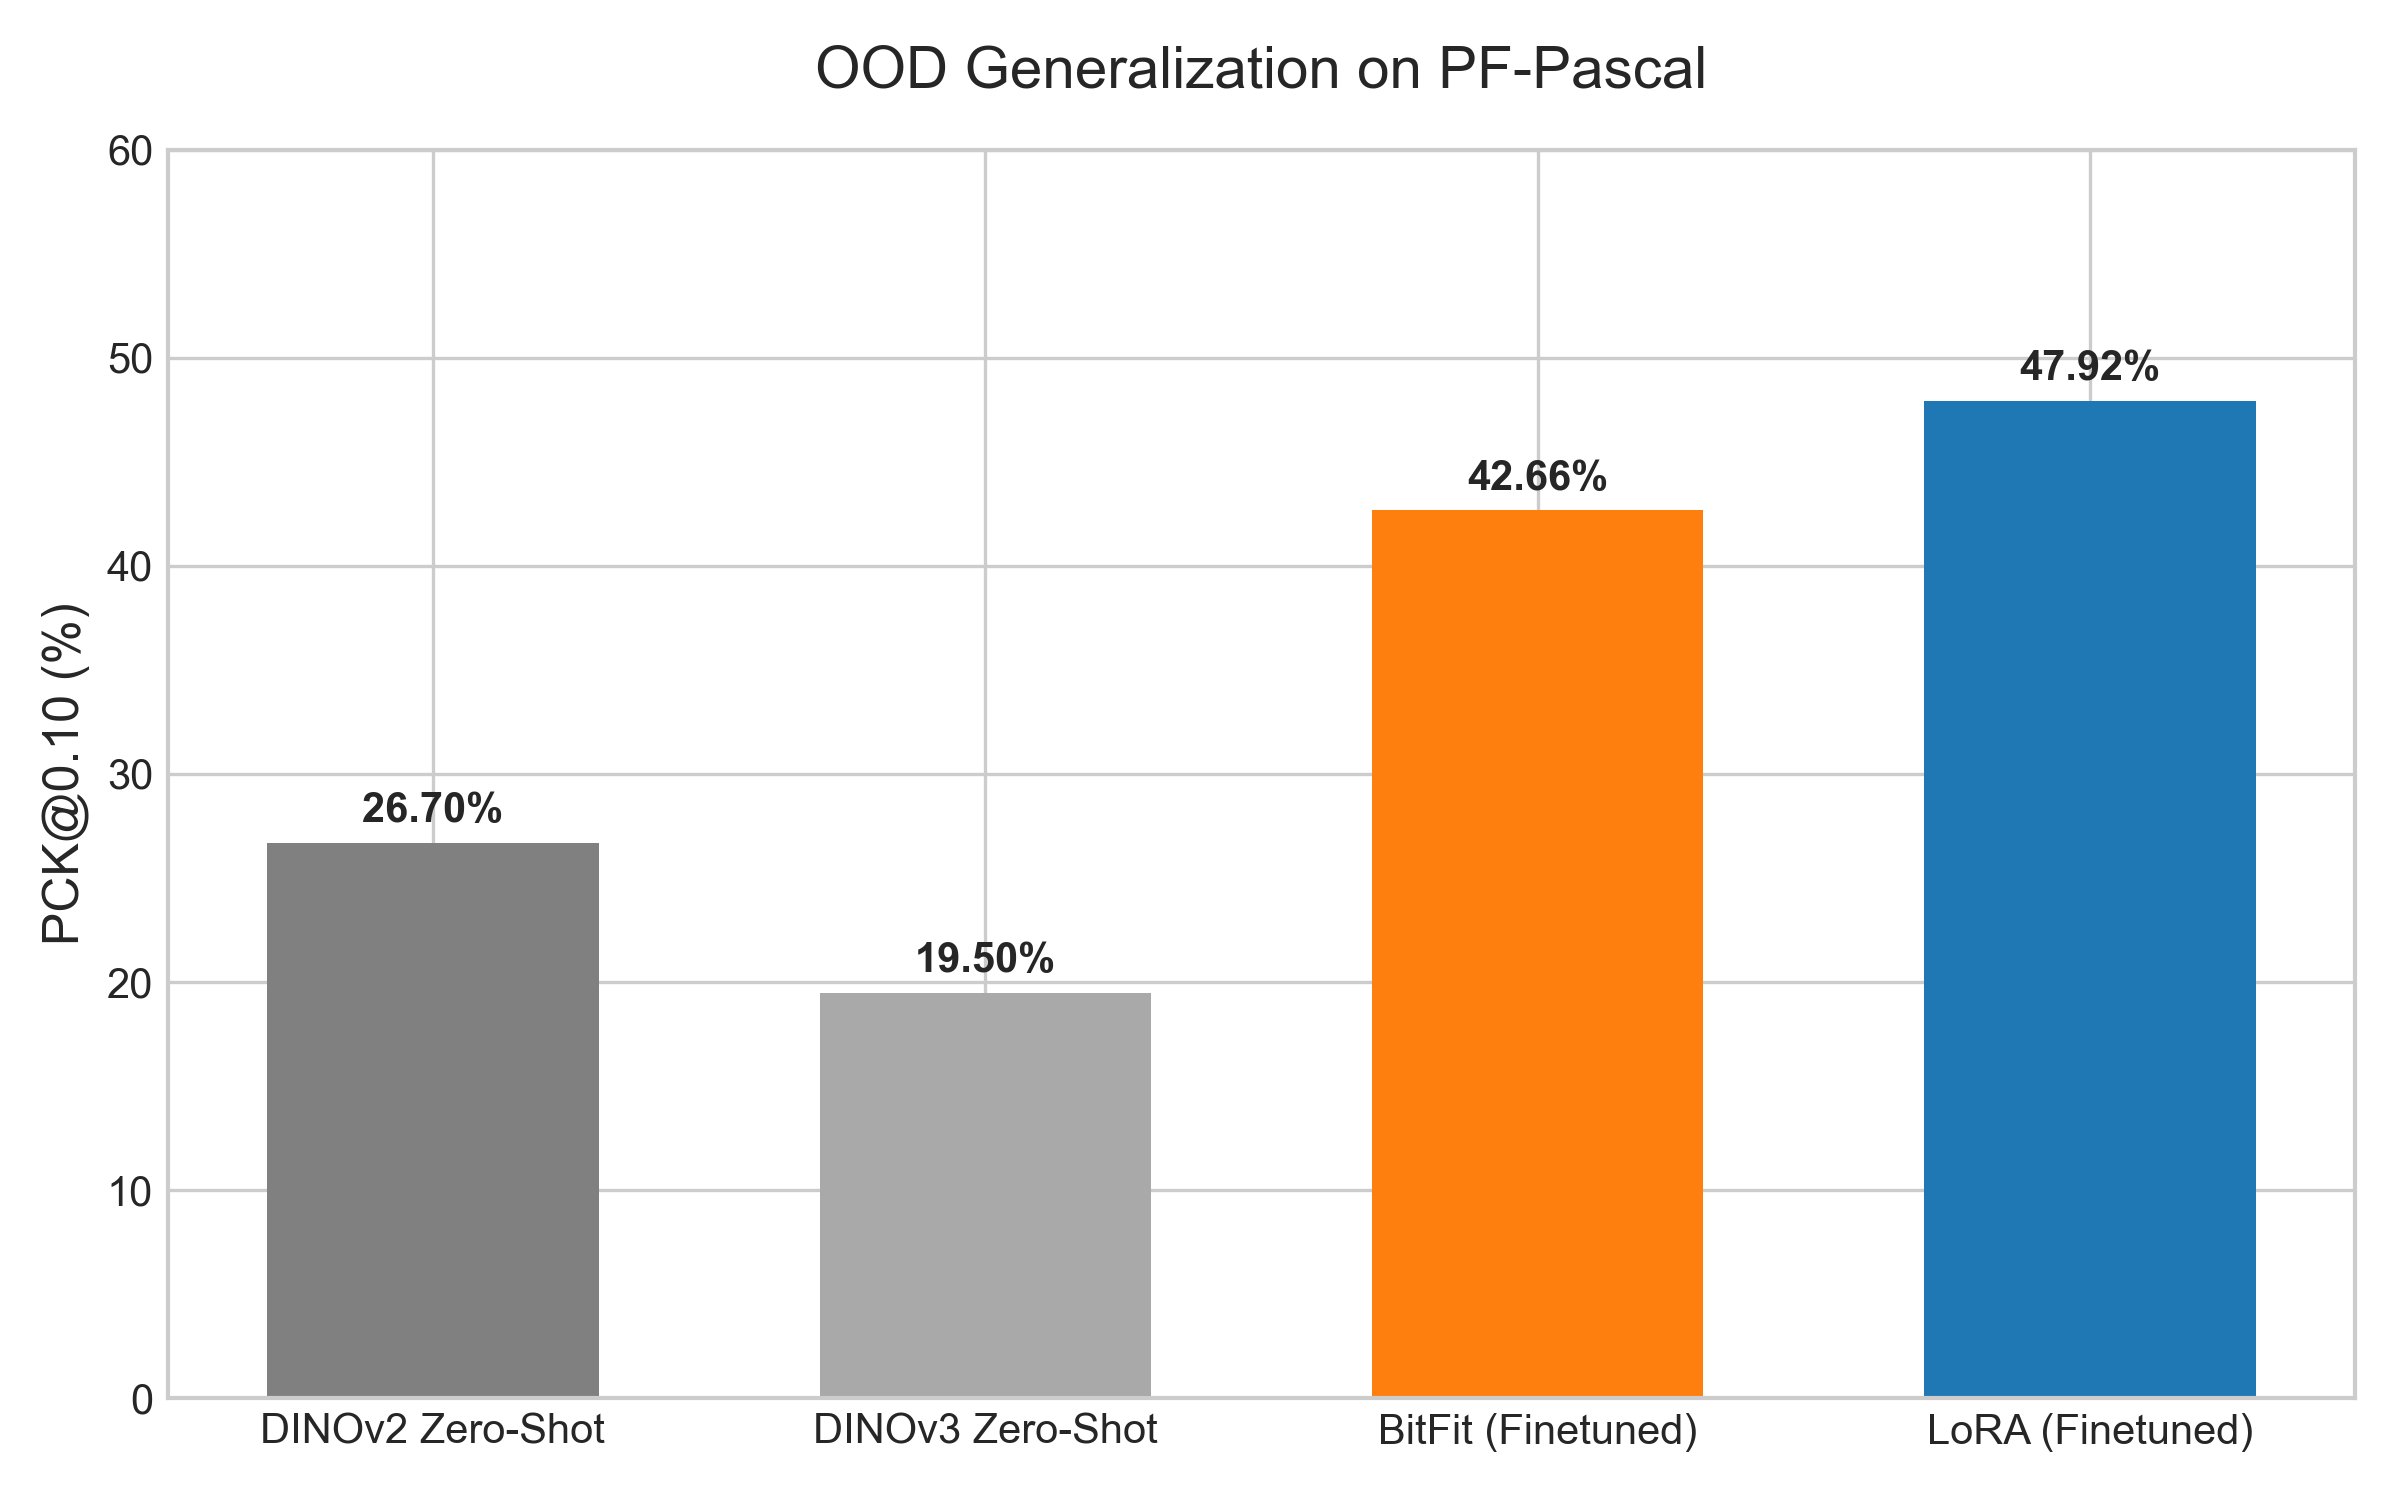 OOD Generalization on PF-Pascal
PCK@0.10 (%)
60
50
40
30
20
10
0
26.70%
19.50%
42.66%
47.92%
DINOv2 Zero-Shot
DINOv3 Zero-Shot
BitFit (Finetuned)
LoRA (Finetuned)